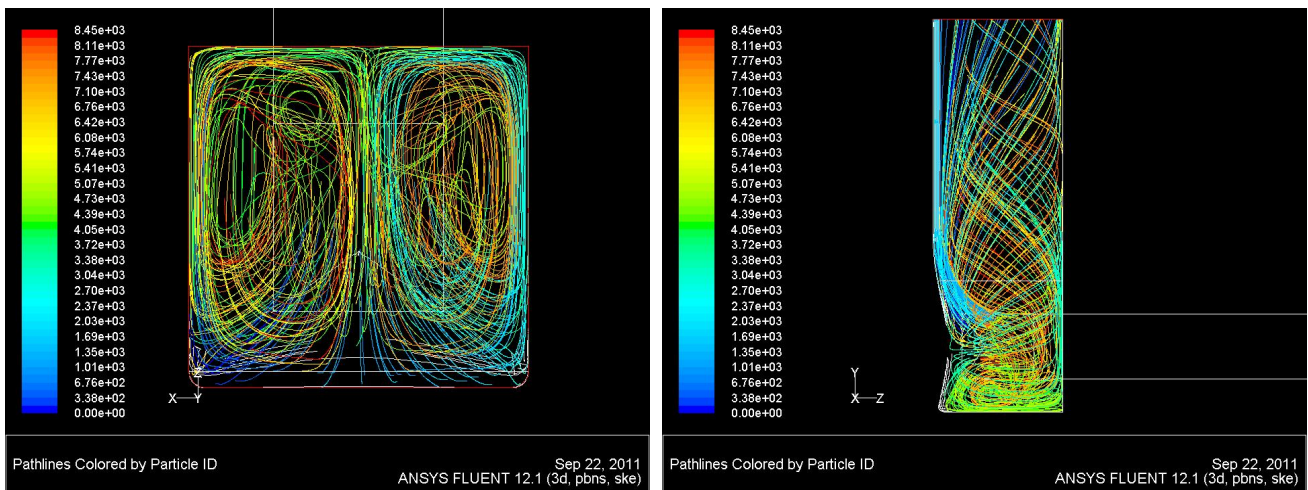 8.45e+03
8.11e+03
7.77e+03
7.43e+03
7.10e+03
6.76e+03
6.42e+03
6.08e+03
5.74e+03
5.41e+03
5.07e+03
4.73e+03
4.39e+03
4.05e+03
3.72e+03
3.38e+03
3.04e+03
2.70e+03
2.37e+03
2.03e+03
1.69e+03
1.35e+03
1.01e+03
6.76e+02
3.38e+02
0.00e+00
Z
X Y
Pathlines Colored by Particle ID
Sep 22, 2011
ANSYS FLUENT 12.1 (3d, pbns, ske)
8.45e+03
8.11e+03
7.77e+03
7.43e+03
7.10e+03
6.76e+03
6.42e+03
6.08e+03
5.74e+03
5.41e+03
5.07e+03
4.73e+03
4.39e+03
4.05e+03
3.72e+03
3.38e+03
3.04e+03
2.70e+03
2.37e+03
2.03e+03
1.69e+03
1.35e+03
1.01e+03
6.76e+02
3.38e+02
0.00e+00
Y
X Z
Pathlines Colored by Particle ID
Sep 22, 2011
ANSYS FLUENT 12.1 (3d, pbns, ske)